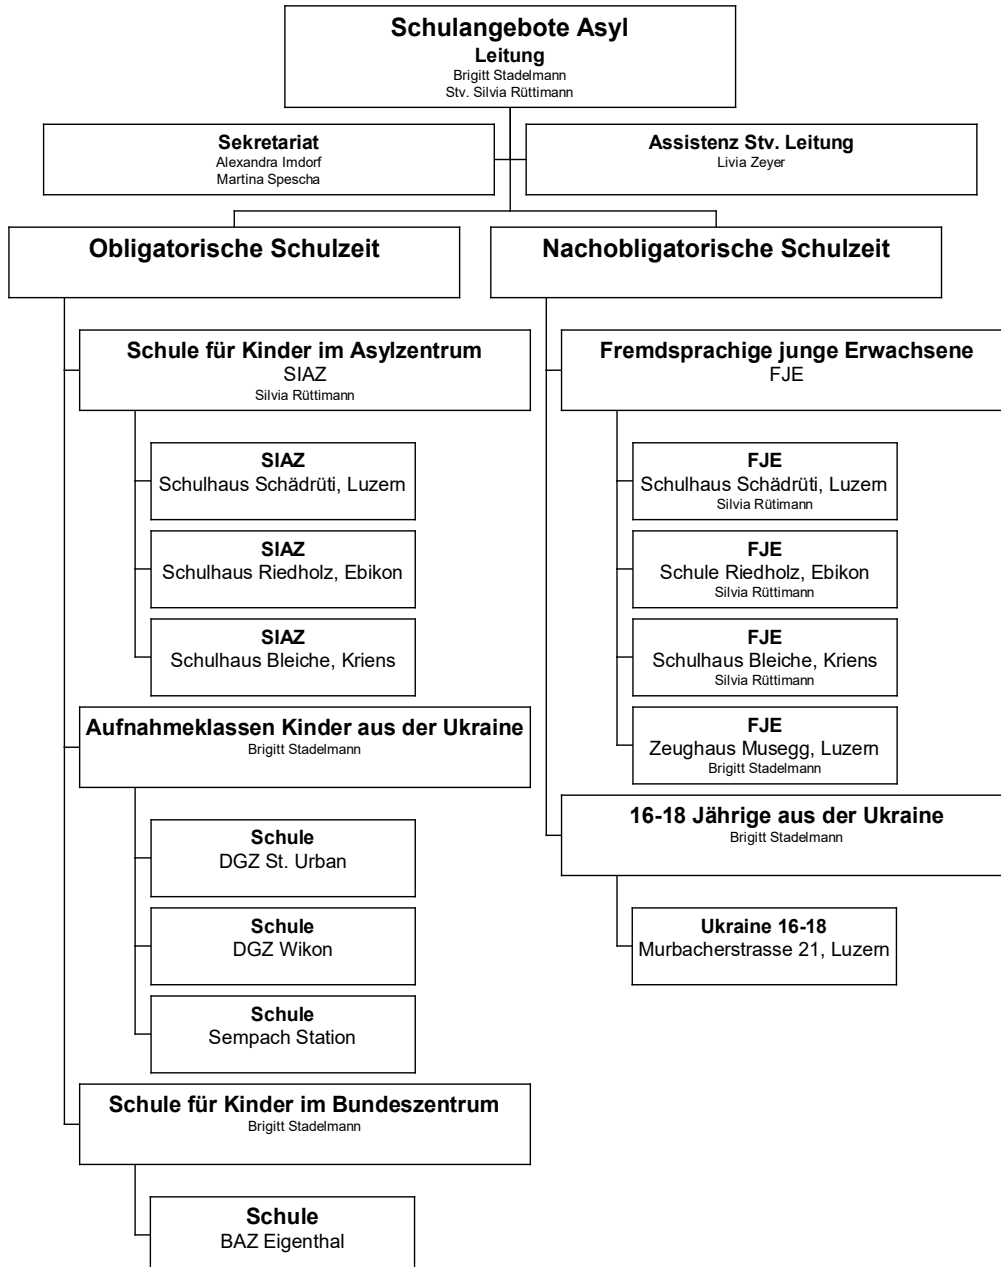 Schulangebote Asyl
Leitung
Brigitt Stadelmann
Stv. Silvia Rüttimann
Sekretariat
Alexandra Imdorf
Martina Spescha
Assistenz Stv. Leitung
Livia Zeyer
Obligatorische Schulzeit
Nachobligatorische Schulzeit
Schule für Kinder im Asylzentrum
SIAZ
Silvia Rüttimann
SIAZ
Schulhaus Schädrüti, Luzern
SIAZ
Schulhaus Riedholz, Ebikon
SIAZ
Schulhaus Bleiche, Kriens
Aufnahmeklassen Kinder aus der Ukraine
Brigitt Stadelmann
Schule
DGZ St. Urban
Schule
DGZ Wikon
Schule
Sempach Station
Schule für Kinder im Bundeszentrum
Brigitt Stadelmann
Schule
BAZ Eigenthal
Fremdsprachige junge Erwachsene
FJE
FJE
Schulhaus Schädrüti, Luzern
Silvia Rütimann
FJE
Schule Riedholz, Ebikon
Silvia Rüttimann
FJE
Schulhaus Bleiche, Kriens
Silvia Rüttimann
FJE
Zeughaus Musegg, Luzern
Brigitt Stadelmann
16-18 Jährige aus der Ukraine
Brigitt Stadelmann
Ukraine 16-18
Murbacherstrasse 21, Luzern